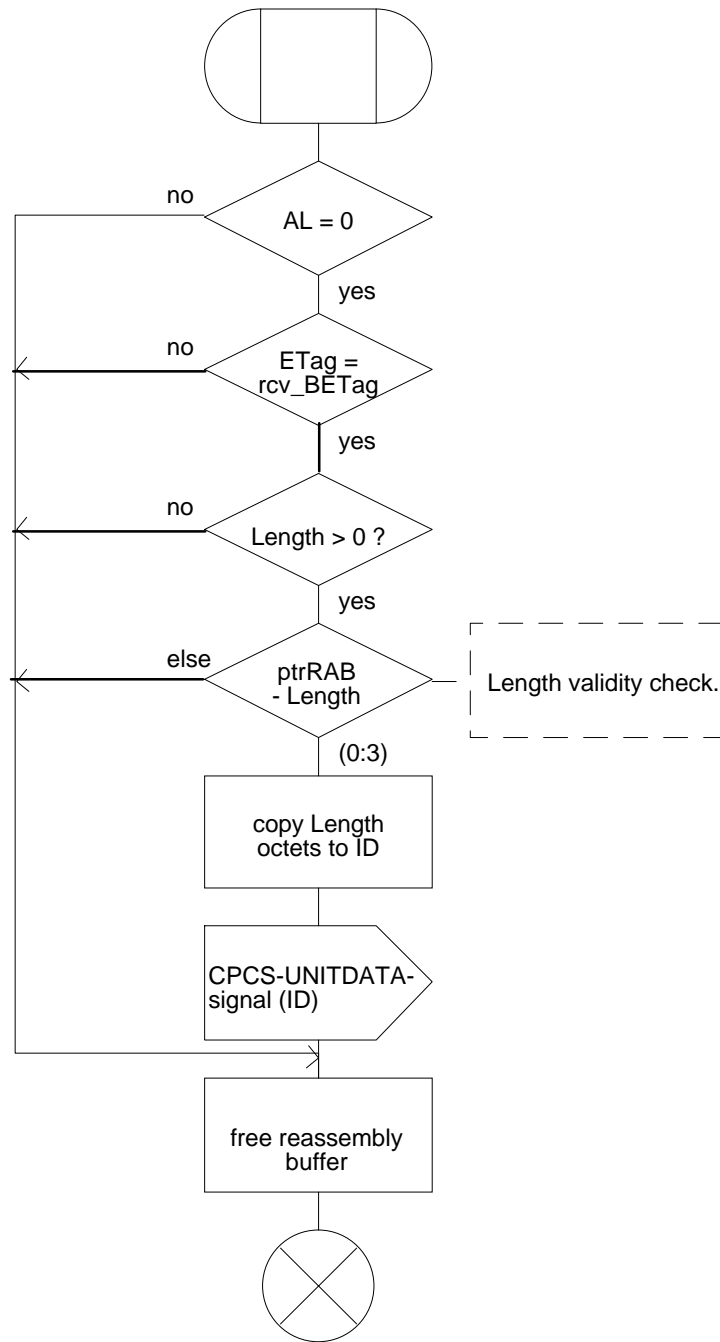 no
AL = 0
yes
no
ETag =
rcv_BETag
yes
no
Length > 0 ?
yes
else
ptrRAB
- Length
Length validity check.
(0:3)
copy Length
octets to ID
CPCS-UNITDATA-
signal (ID)
free reassembly
buffer